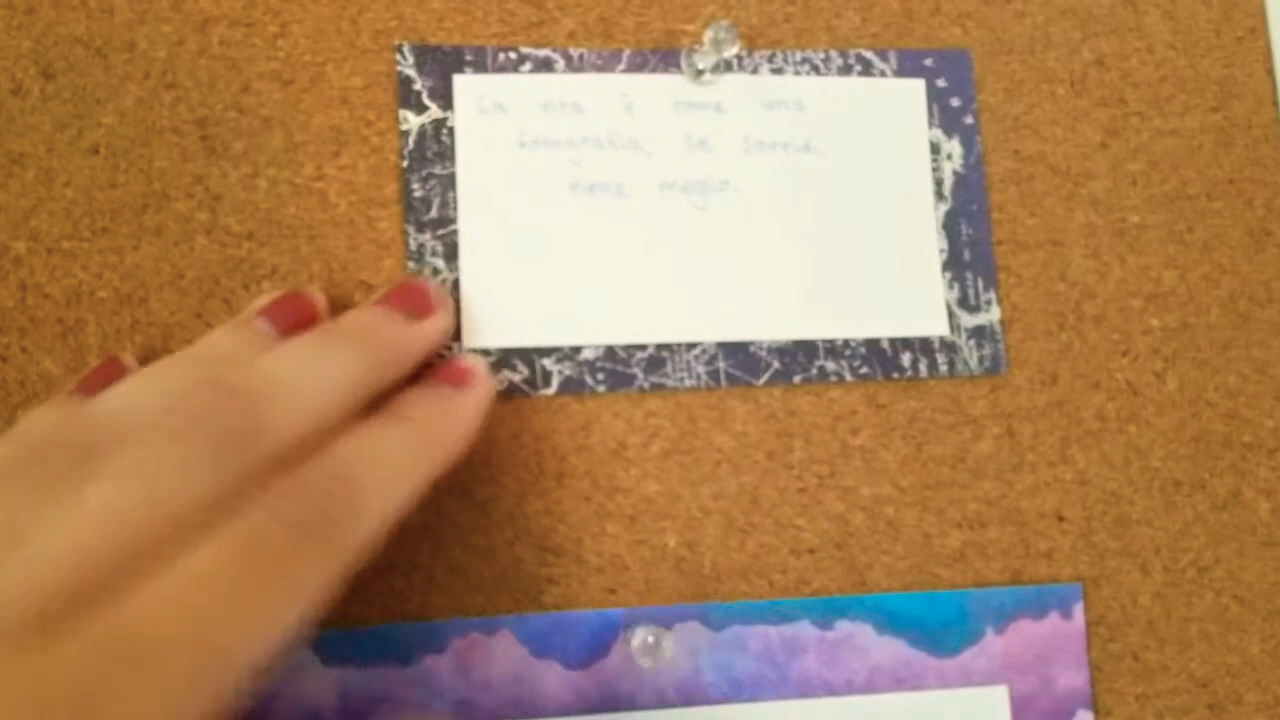 La vita è come una
fotografia, se sorridi,
viene meglio.